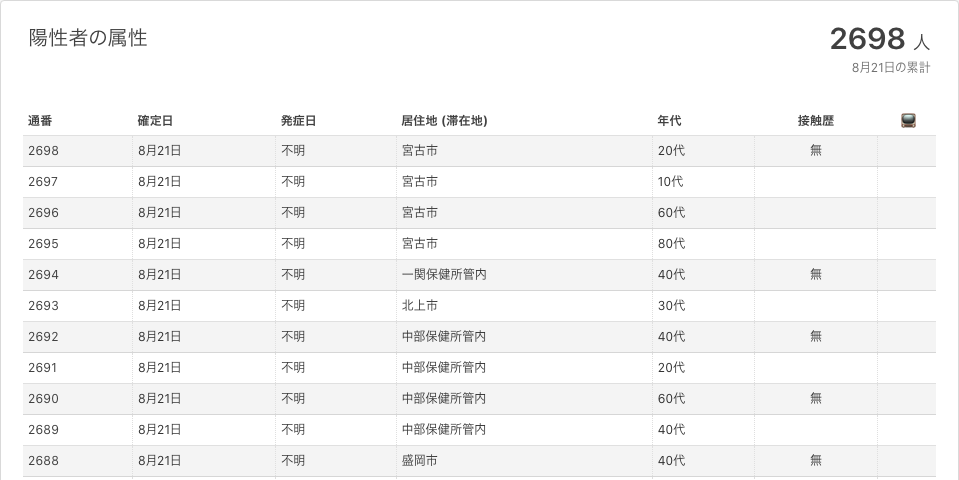 陽性者の属性
2698 人
8月21日の累計
通番 確定日 発症日 居住地 (滞在地) 年代 接触歴
2698 8月21日 不明 宮古市 20代 無
2697 8月21日 不明 宮古市 10代
2696 8月21日 不明 宮古市 60代
2695 8月21日 不明 宮古市 80代
2694 8月21日 不明 一関保健所管内 40代 無
2693 8月21日 不明 北上市 30代
2692 8月21日 不明 中部保健所管内 40代 無
2691 8月21日 不明 中部保健所管内 20代
2690 8月21日 不明 中部保健所管内 60代 無
2689 8月21日 不明 中部保健所管内 40代
2688 8月21日 不明 盛岡市 40代 無